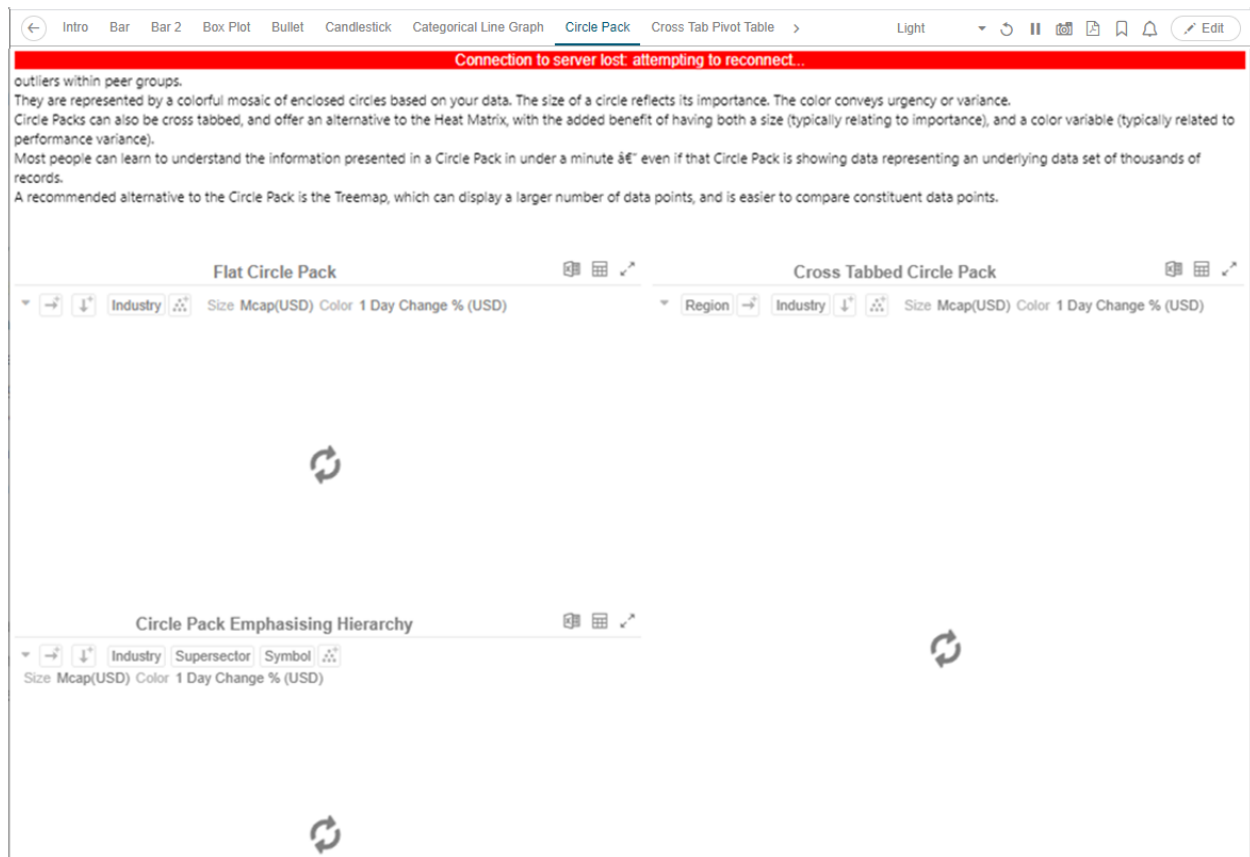 Intro Bar Bar 2 Box Plot Bullet Candlestick Categorical Line Graph Circle Pack Cross Tab Pivot Table Light Edit
Connection to server lost: attempting to reconnect...
outliers within peer groups.
They are represented by a colorful mosaic of enclosed circles based on your data. The size of a circle reflects its importance. The color conveys urgency or variance.
Circle Packs can also be cross tabbed, and offer an alternative to the Heat Matrix, with the added benefit of having both a size (typically relating to importance), and a color variable (typically related to
performance variance).
Most people can learn to understand the information presented in a Circle Pack in under a minute â€“ even if that Circle Pack is showing data representing an underlying data set of thousands of
records.
A recommended alternative to the Circle Pack is the Treemap, which can display a larger number of data points, and is easier to compare constituent data points.
Flat Circle Pack
Industry Size Mcap(USD) Color 1 Day Change % (USD)
Cross Tabbed Circle Pack
Region Industry Size Mcap(USD) Color 1 Day Change % (USD)
Circle Pack Emphasising Hierarchy
Industry Supersector Symbol
Size Mcap(USD) Color 1 Day Change % (USD)